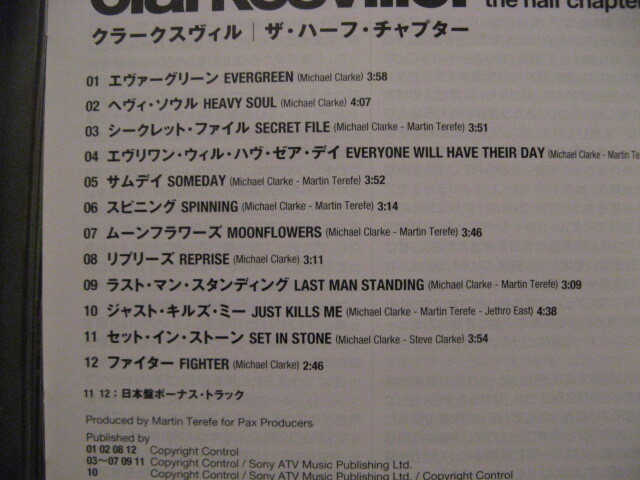 the half chapter
クラークスヴィル｜ザ・ハーフ・チャプター
01 エヴァーグリーン EVERGREEN (Michael Clarke) 3:58
02 ヘヴィ・ソウル HEAVY SOUL (Michael Clarke) 4:07
03 シークレット・ファイル SECRET FILE (Michael Clarke - Martin Terefe) 3:51
04 エヴリワン・ウィル・ハヴ・ゼア・デイ EVERYONE WILL HAVE THEIR DAY (Michael Clarke - Martin Te
05 サムデイ SOMEDAY (Michael Clarke - Martin Terefe) 3:52
06 スピニング SPINNING (Michael Clarke - Martin Terefe) 3:14
07 ムーンフラワーズ MOONFLOWERS (Michael Clarke - Martin Terefe) 3:46
08 リプリーズ REPRISE (Michael Clarke) 3:11
09 ラスト・マン・スタンディング LAST MAN STANDING (Michael Clarke - Martin Terefe) 3:09
10 ジャスト・キルズ・ミー JUST KILLS ME (Michael Clarke - Martin Terefe - Jethro East) 4:38
11 セット・イン・ストーン SET IN STONE (Michael Clarke - Steve Clarke) 3:54
12 ファイター FIGHTER (Michael Clarke) 2:46
11 12：日本盤ボーナス・トラック
Produced by Martin Terefe for Pax Producers
Published by
01 02 08 12 Copyright Control
03〜07 09 11 Copyright Control / Sony ATV Music Publishing Ltd.
10 Copyright Control / Sony ATV Music Publishing Ltd. / Copyright Control